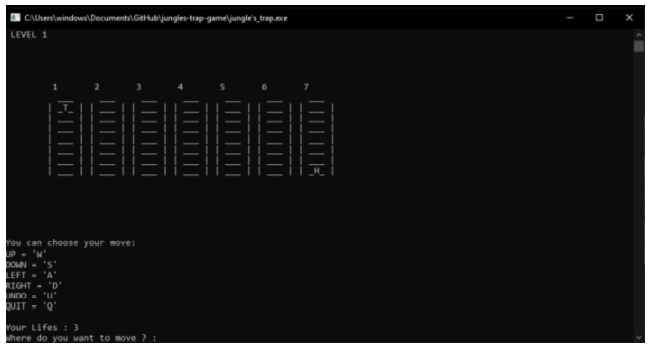 C:\Users\windows\Documents\GitHub\jungles-trap-game\jungle's_trap.exe
LEVEL 1
1 2 3 4 5 6 7
_T_
_H_
You can choose your move:
UP = 'W'
DOWN = 'S'
LEFT = 'A'
RIGHT = 'D'
UNDO = 'U'
QUIT = 'Q'
Your Lifes : 3
Where do you want to move ? :